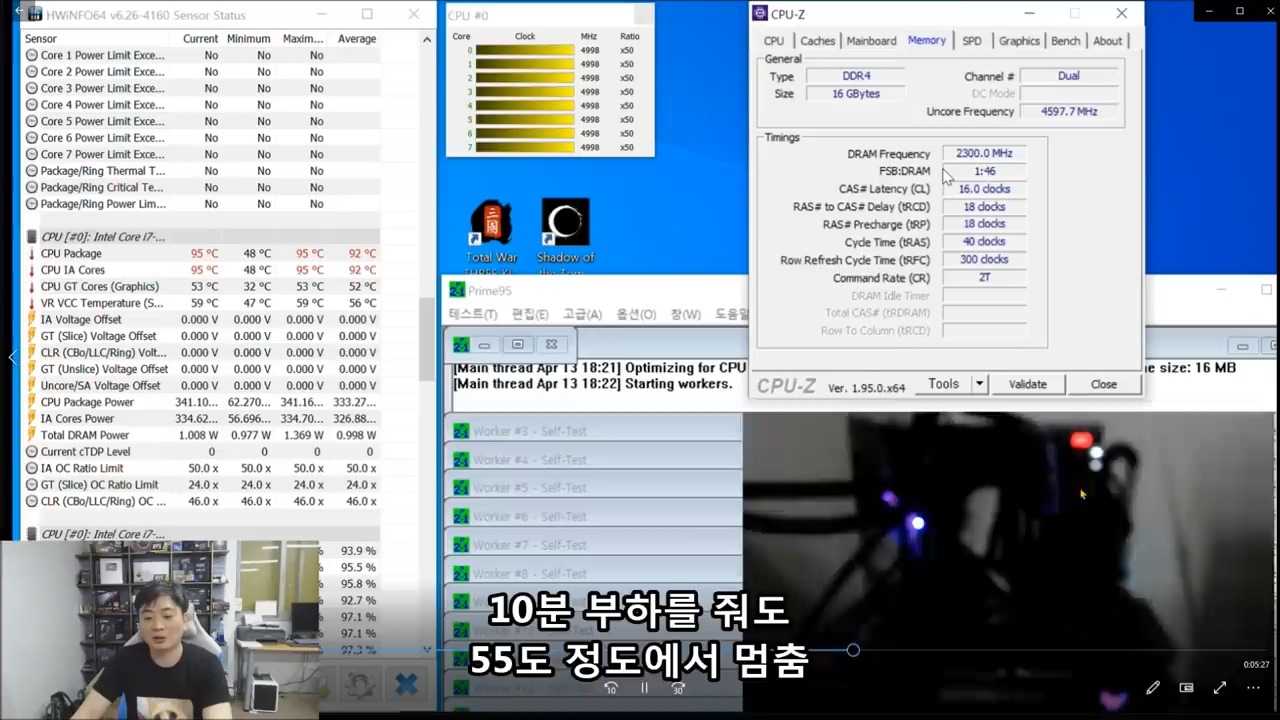 HWiNFO64 v6.26-4160 Sensor Status
Sensor Current Minimum Maxim... Average
Core 1 Power Limit Exce... No No No
Core 2 Power Limit Exce... No No No
Core 3 Power Limit Exce... No No No
Core 4 Power Limit Exce... No No No
Core 5 Power Limit Exce... No No No
Core 6 Power Limit Exce... No No No
Core 7 Power Limit Exce... No No No
Package/Ring Thermal T... No No No
Package/Ring Critical Te... No No No
Package/Ring Power Lim... No No No
CPU [#0]: Intel Core i7-...
CPU Package 95 °C 48 °C 95 °C 92 °C
CPU IA Cores 95 °C 48 °C 95 °C 92 °C
CPU GT Cores (Graphics) 53 °C 32 °C 53 °C 52 °C
VR VCC Temperature (S... 59 °C 47 °C 59 °C 56 °C
IA Voltage Offset 0.000 V 0.000 V 0.000 V 0.000 V
GT (Slice) Voltage Offset 0.000 V 0.000 V 0.000 V 0.000 V
CLR (CBo/LLC/Ring) Volt... 0.000 V 0.000 V 0.000 V 0.000 V
GT (Unslice) Voltage Offset 0.000 V 0.000 V 0.000 V 0.000 V
Uncore/SA Voltage Offset 0.000 V 0.000 V 0.000 V 0.000 V
CPU Package Power 341.10... 62.270... 341.16... 333.27...
IA Cores Power 334.62... 56.696... 334.70... 326.88...
Total DRAM Power 1.008 W 0.977 W 1.369 W 0.998 W
Current cTDP Level 0 0 0 0
IA OC Ratio Limit 50.0 x 50.0 x 50.0 x 50.0 x
GT (Slice) OC Ratio Limit 24.0 x 24.0 x 24.0 x 24.0 x
CLR (CBo/LLC/Ring) OC ... 46.0 x 46.0 x 46.0 x 46.0 x
CPU [#0]: Intel Core i7-...
% 93.9 %
% 95.5 %
% 95.8 %
% 92.7 %
% 97.1 %
% 97.1 %
97.3 %
CPU #0
Core Clock MHz Ratio
0 4998 x50
1 4998 x50
2 4998 x50
3 4998 x50
4 4998 x50
5 4998 x50
6 4998 x50
7 4998 x50
Total War
THREE KI...
Shadow of
the Tom...
CPU-Z
CPU Caches Mainboard Memory SPD Graphics Bench About
General
Type DDR4 Channel # Dual
Size 16 GBytes DC Mode
Uncore Frequency 4597.7 MHz
Timings
DRAM Frequency 2300.0 MHz
FSB:DRAM 1:46
CAS# Latency (CL) 16.0 clocks
RAS# to CAS# Delay (tRCD) 18 clocks
RAS# Precharge (tRP) 18 clocks
Cycle Time (tRAS) 40 clocks
Row Refresh Cycle Time (tRFC) 300 clocks
Command Rate (CR) 2T
DRAM Idle Timer
Total CAS# (tRDRAM)
Row To Column (tRCD)
CPU-Z Ver. 1.95.0.x64 Tools Validate Close
Prime95
테스트(T) 편집(E) 고급(A) 옵션(O) 창(W) 도움말
[Main thread Apr 13 18:21] Optimizing for CPU
he size: 16 MB
[Main thread Apr 13 18:22] Starting workers.
Worker #3 - Self-Test
Worker #4 - Self-Test
Worker #5 - Self-Test
Worker #6 - Self-Test
Worker #7 - Self-Test
Worker #8 - Self-Test
10분 부하를 줘도
55도 정도에서 멈춤
0:05:27
10
30